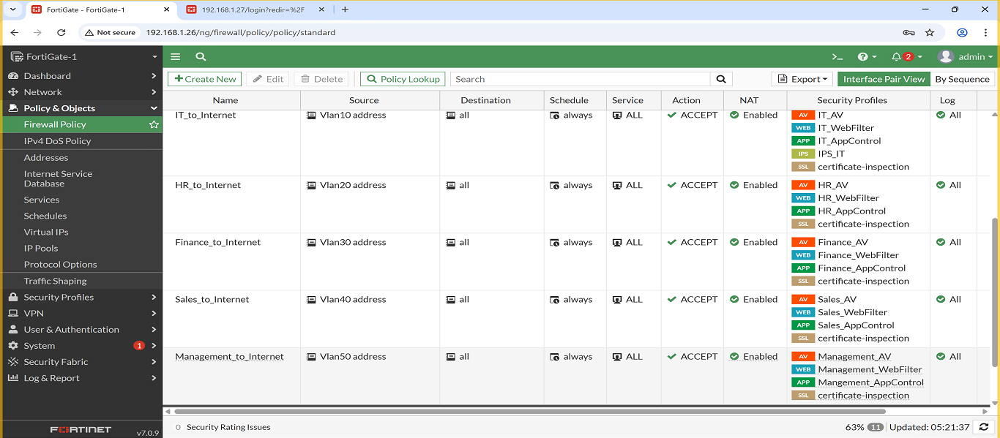 FortiGate - FortiGate-1
192.168.1.27/login?redir=%2F
Not secure
192.168.1.26/ng/firewall/policy/policy/standard
FortiGate-1
2
admin
Dashboard
Network
Policy & Objects
Firewall Policy
IPv4 DoS Policy
Addresses
Internet Service
Database
Services
Schedules
Virtual IPs
IP Pools
Protocol Options
Traffic Shaping
Security Profiles
VPN
User & Authentication
System 1
Security Fabric
Log & Report
FORTINET
v7.0.9
Create New Edit Delete Policy Lookup Search Export Interface Pair View By Sequence
Name Source Destination Schedule Service Action NAT Security Profiles Log
IT_to_Internet Vlan10 address all always ALL ACCEPT Enabled AV IT_AV All
WEB IT_WebFilter
APP IT_AppControl
IPS IPS_IT
SSL certificate-inspection
HR_to_Internet Vlan20 address all always ALL ACCEPT Enabled AV HR_AV All
WEB HR_WebFilter
APP HR_AppControl
SSL certificate-inspection
Finance_to_Internet Vlan30 address all always ALL ACCEPT Enabled AV Finance_AV All
WEB Finance_WebFilter
APP Finance_AppControl
SSL certificate-inspection
Sales_to_Internet Vlan40 address all always ALL ACCEPT Enabled AV Sales_AV All
WEB Sales_WebFilter
APP Sales_AppControl
SSL certificate-inspection
Management_to_Internet Vlan50 address all always ALL ACCEPT Enabled AV Management_AV All
WEB Management_WebFilter
APP Mangement_AppControl
SSL certificate-inspection
0 Security Rating Issues
63% 11 Updated: 05:21:37